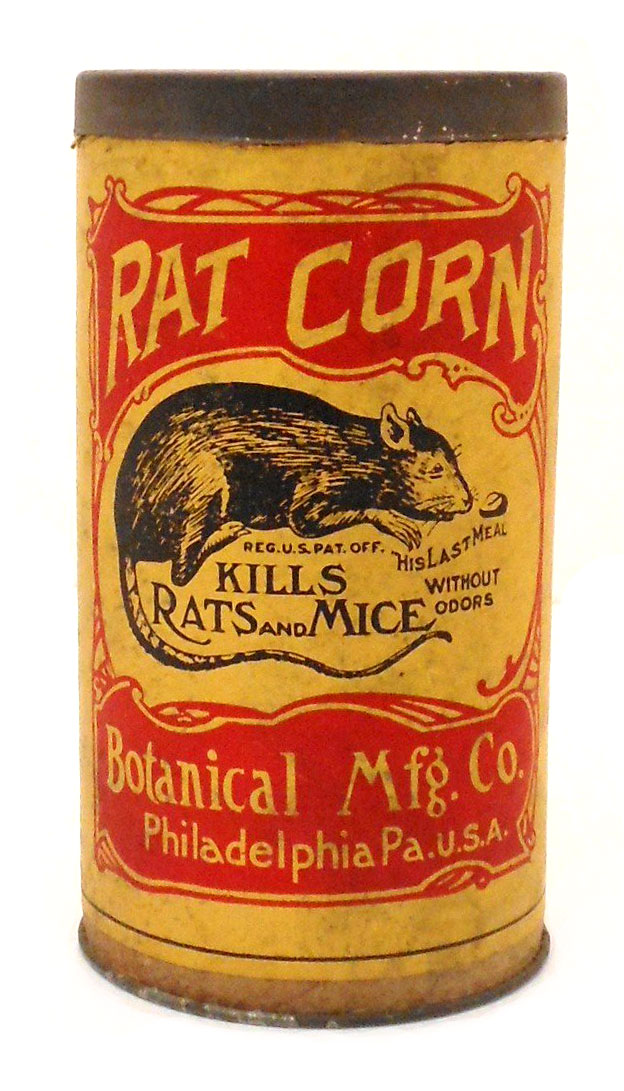 RAT CORN
REG.U.S.PAT.OFF.
HIS LAST MEAL
KILLS
RATS AND MICE
WITHOUT
ODORS
Botanical Mfg. Co.
Philadelphia Pa. U.S.A.